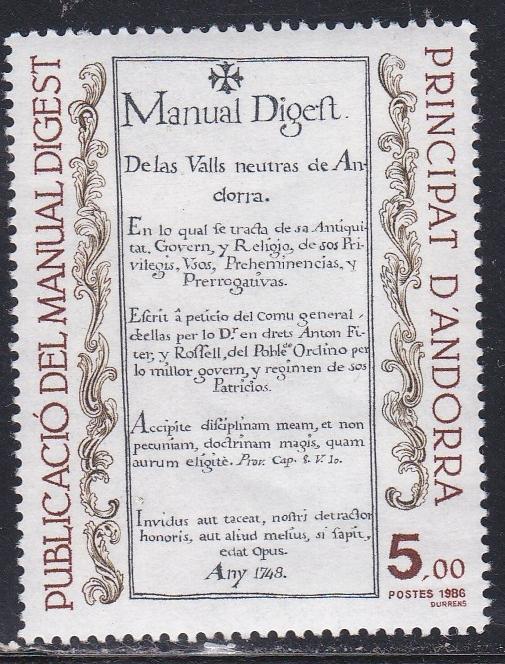 PUBLICACIÓ DEL MANUAL DIGEST
Manual Digeſt.
De las Valls neutras de An-
dorra.
En lo qual ſe tracta de ſa Antiqui-
tat, Govern, y Religio, de sos Pri-
vilegis, Vsos, Preheminencias, y
Prerrogativas.
Eſcrit â peticio del Comu general
deellas per lo Dr. en drets Anton Fi-
ter, y Roſſell, del Poble de Ordino per
lo millor govern, y regimen de sos
Patricios.
Accipite diſciplinam meam, et non
pecuniam, doctrinam magis, quam
aurum eligite. Prov. Cap. 8. V. 10.
Invidus aut taceat, noſtri detractor
honoris, aut aliud melius, si ſapit,
edat Opus.
Any 1748.
PRINCIPAT D'ANDORRA
5,00
POSTES 1986
DURRENS